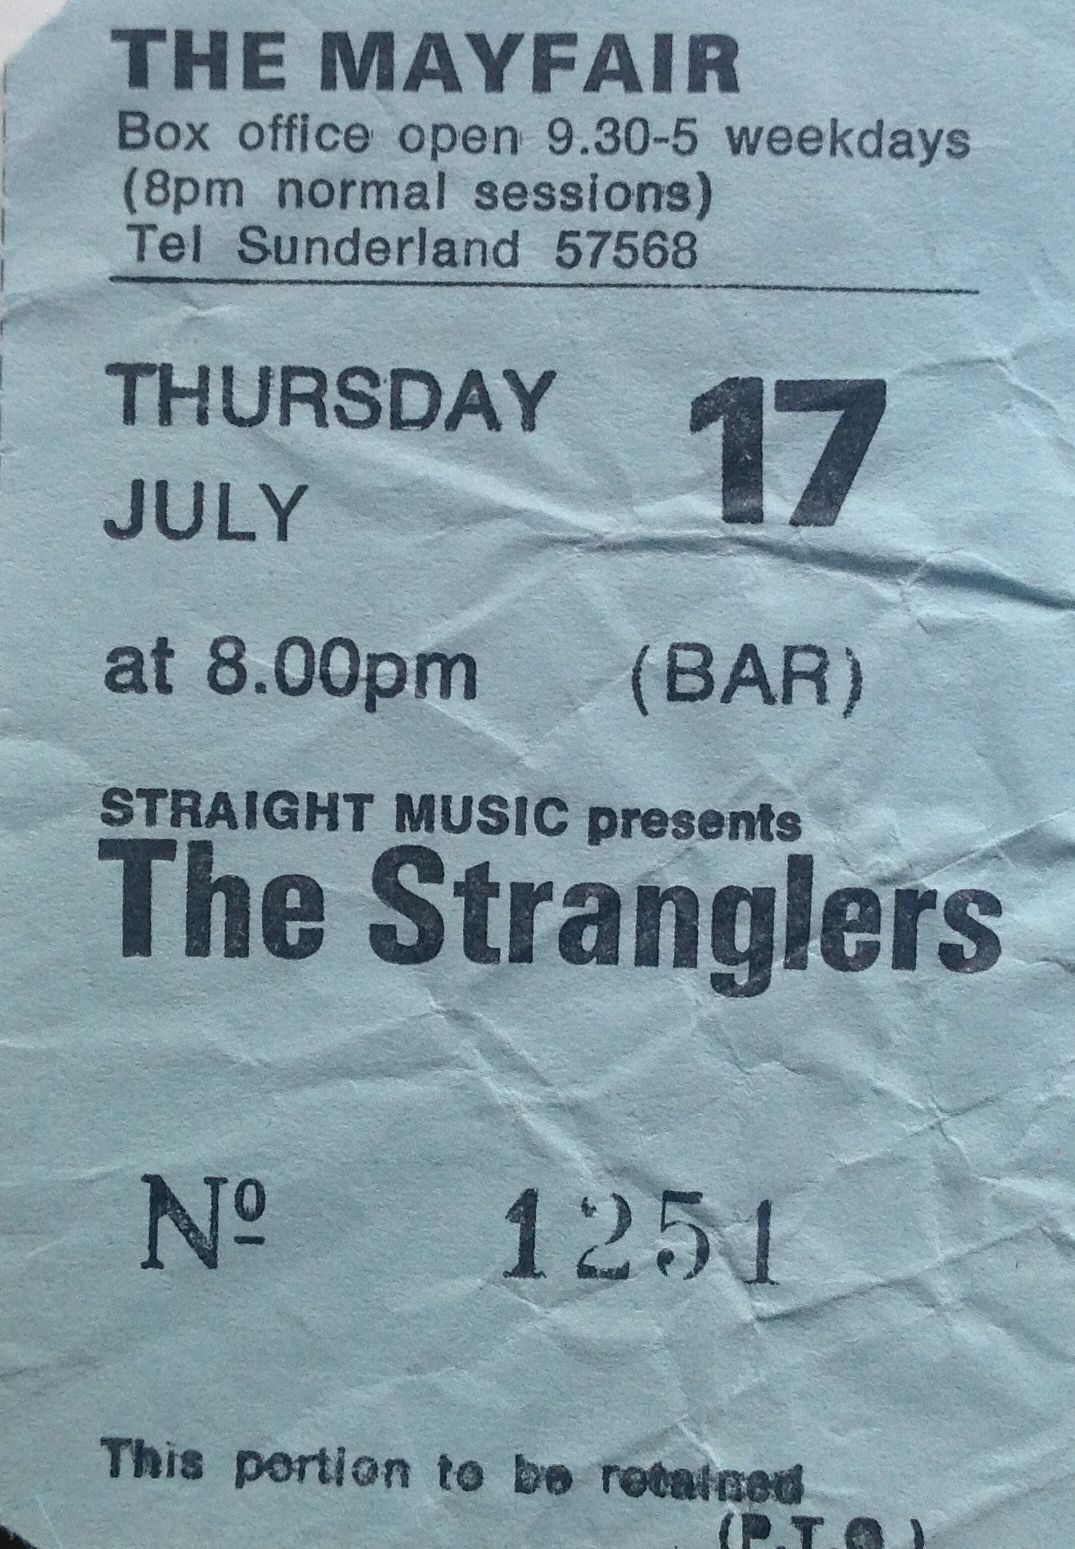 THE MAYFAIR
Box office open 9.30-5 weekdays
(8pm normal sessions)
Tel Sunderland 57568
THURSDAY 17
JULY
at 8.00pm (BAR)
STRAIGHT MUSIC presents
The Stranglers
Nº 1251
This portion to be retained
(P.T.O.)